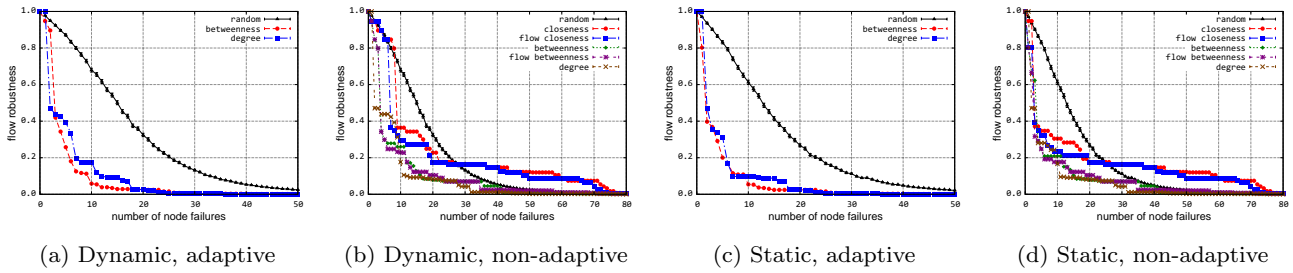 1.0
0.8
0.6
0.4
0.2
0.0
flow robustness
random
betweenness
degree
0 10 20 30 40 50
number of node failures
(a) Dynamic, adaptive
1.0
0.8
0.6
0.4
0.2
0.0
flow robustness
random
closeness
flow closeness
betweenness
flow betweenness
degree
0 10 20 30 40 50 60 70 80
number of node failures
(b) Dynamic, non-adaptive
1.0
0.8
0.6
0.4
0.2
0.0
flow robustness
random
betweenness
degree
0 10 20 30 40 50
number of node failures
(c) Static, adaptive
1.0
0.8
0.6
0.4
0.2
0.0
flow robustness
random
closeness
flow closeness
betweenness
flow betweenness
degree
0 10 20 30 40 50 60 70 80
number of node failures
(d) Static, non-adaptive